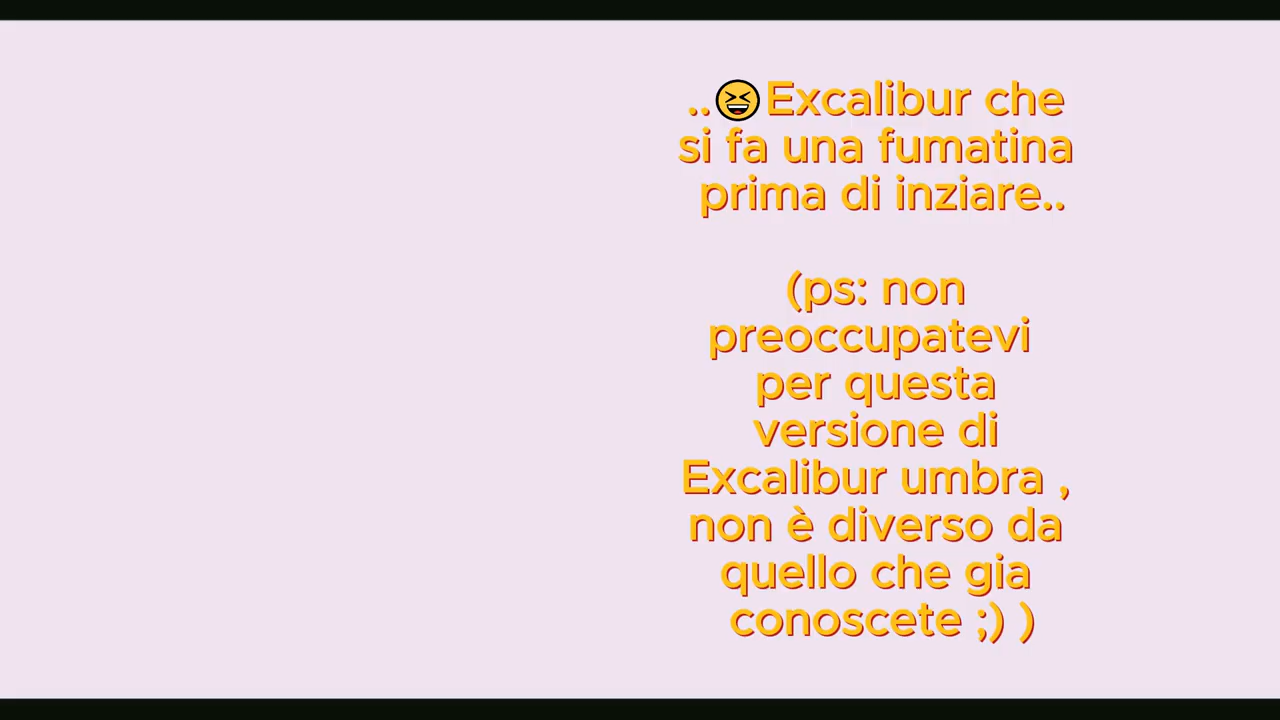 ..😆Excalibur che
si fa una fumatina
prima di inziare..
(ps: non
preoccupatevi
per questa
versione di
Excalibur umbra ,
non è diverso da
quello che gia
conoscete ;) )